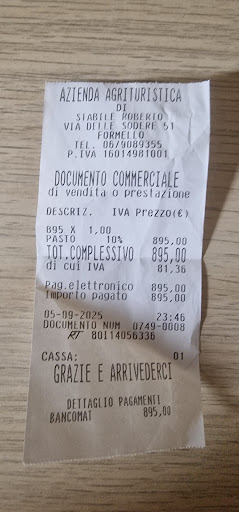 AZIENDA AGRITURISTICA
DI
STABILE ROBERTO
VIA DELLE SODERE 51
FORMELLO
TEL. 0679089355
P.IVA 16014981001
DOCUMENTO COMMERCIALE
di vendita o prestazione
DESCRIZ. IVA Prezzo(€)
895 X 1,00
PASTO 10% 895,00
TOT.COMPLESSIVO 895,00
di cui IVA 81,36
Pag.elettronico 895,00
Importo pagato 895,00
05-09-2025 23:46
DOCUMENTO NUM 0749-0008
RT 80114056336
CASSA: 01
GRAZIE E ARRIVEDERCI
DETTAGLIO PAGAMENTI
BANCOMAT 895,00